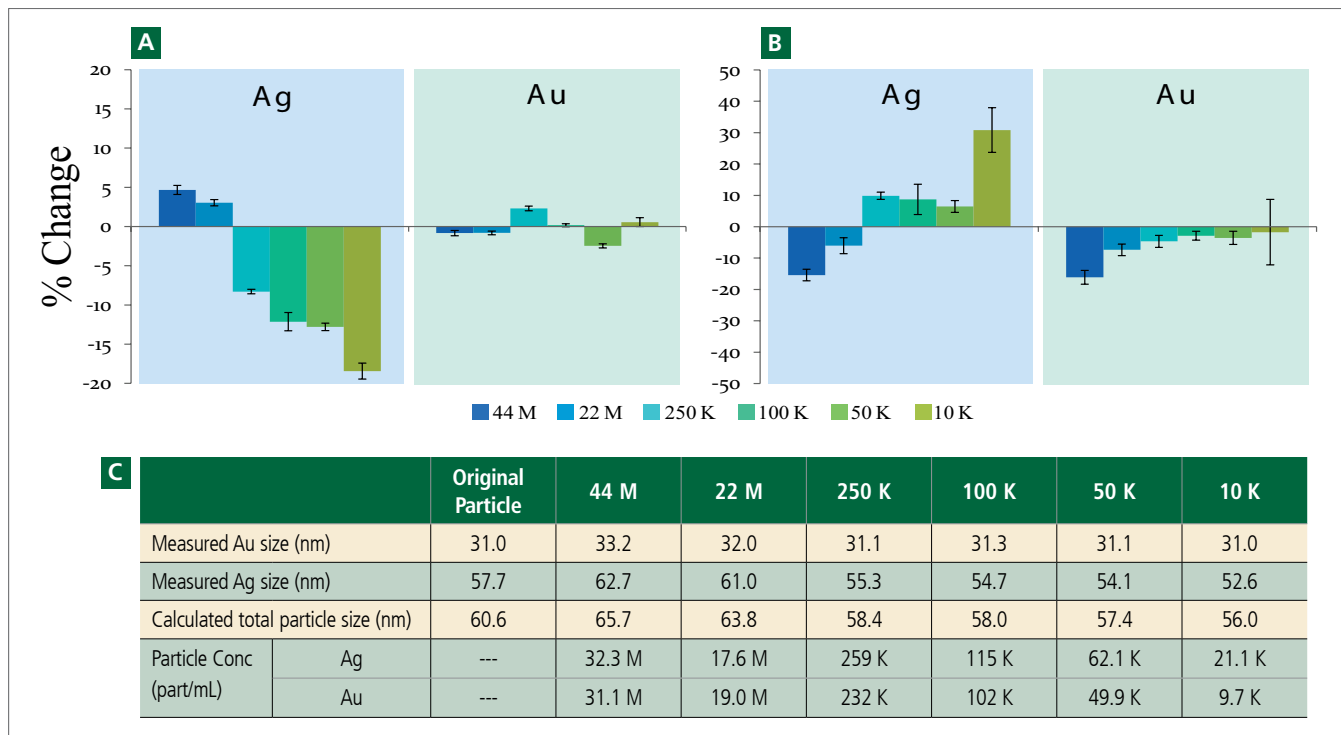 A
B
20
15
10
5
0
-5
-10
-15
-20
% Change
Ag
Au
50
40
30
20
10
0
-10
-20
-30
-40
-50
Ag
Au
44 M 22 M 250 K 100 K 50 K 10 K
C
Original Particle 44 M 22 M 250 K 100 K 50 K 10 K
Measured Au size (nm) 31.0 33.2 32.0 31.1 31.3 31.1 31.0
Measured Ag size (nm) 57.7 62.7 61.0 55.3 54.7 54.1 52.6
Calculated total particle size (nm) 60.6 65.7 63.8 58.4 58.0 57.4 56.0
Particle Conc (part/mL) Ag --- 32.3 M 17.6 M 259 K 115 K 62.1 K 21.1 K
Au --- 31.1 M 19.0 M 232 K 102 K 49.9 K 9.7 K